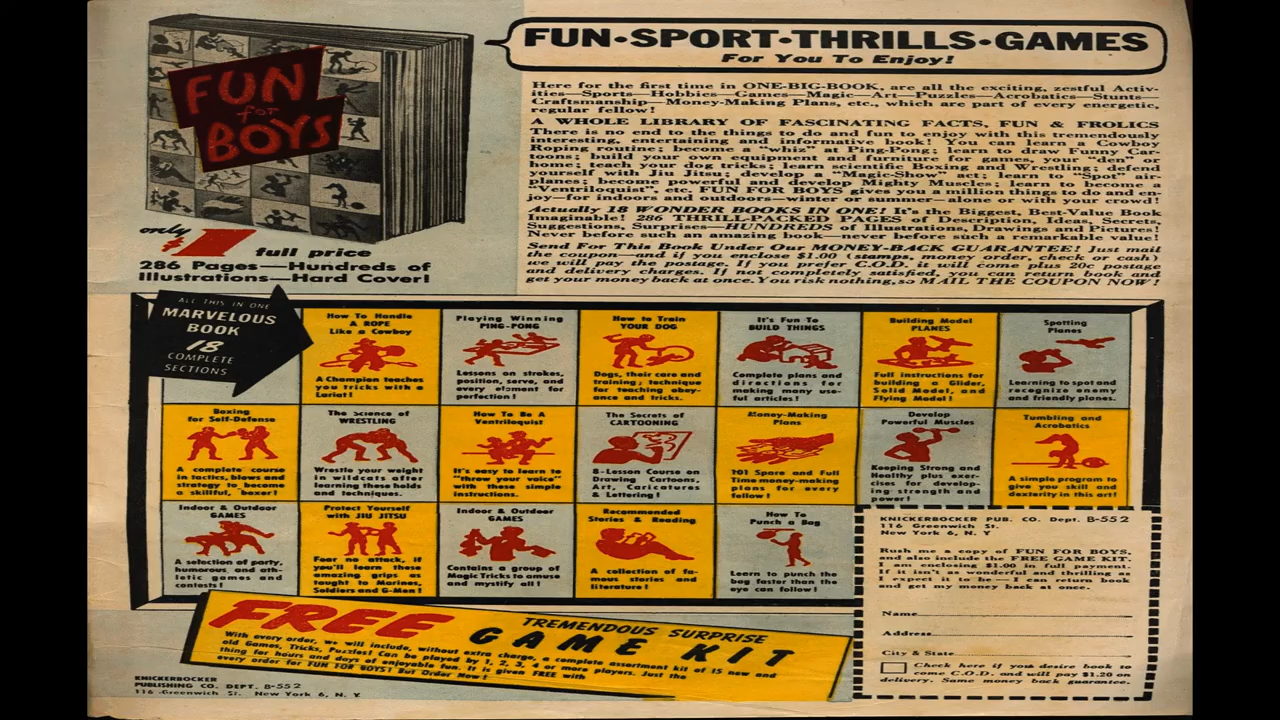 FUN
for
BOYS
only
$1 full price
286 Pages—Hundreds of
Illustrations—Hard Cover!
FUN•SPORT•THRILLS•GAMES
For You To Enjoy!
Here for the first time in ONE-BIG-BOOK, are all the exciting, zestful Activ-
ities—Sports—Hobbies—Games—Magic—Art—Puzzles—Acrobatics—Stunts—
Craftsmanship—Money-Making Plans, etc., which are part of every energetic,
regular fellow!
A WHOLE LIBRARY OF FASCINATING FACTS, FUN & FROLICS
There is no end to the things to do and fun to enjoy with this tremendously
interesting, entertaining and informative book! You can learn a Cowboy
Roping routine; become a "whiz" at Ping-Pong; learn to draw Funny Car-
toons; build your own equipment and furniture for games, your "den" or
home; teach your dog tricks; learn scientific Boxing and Wrestling; defend
yourself with Jiu Jitsu; develop a "Magic-Show" act; learn to "Spot" air-
planes; become powerful and develop Mighty Muscles; learn to become a
"Ventriloquist", etc. FUN FOR BOYS gives you a million things to do and en-
joy—for indoors and outdoors—winter or summer—alone or with your crowd!
Actually 18 WONDER BOOKS IN ONE! It's the Biggest, Best-Value Book
Imaginable! 286 THRILL-PACKED PAGES of Description, Ideas, Secrets,
Suggestions, Surprises—HUNDREDS of Illustrations, Drawings and Pictures!
Never before such an amazing book—never before such a remarkable value!
Send For This Book Under Our MONEY-BACK GUARANTEE! Just mail
the coupon—and if you enclose $1.00 (stamps, money order, check or cash)
we will pay the postage. If you prefer C.O.D. it will come plus 20c postage
and delivery charges. If not completely satisfied, you can return book and
get your money back at once. You risk nothing, so MAIL THE COUPON NOW!
ALL THIS IN ONE
MARVELOUS
BOOK
18
COMPLETE
SECTIONS
How To Handle
A ROPE
Like a Cowboy
A Champion teaches
you tricks with a
Lariat!
Playing Winning
PING-PONG
Lessons on strokes,
position, serve, and
every element for
perfection!
How to Train
YOUR DOG
Dogs, their care and
training; technique
for teaching obey-
ance and tricks.
It's Fun To
BUILD THINGS
Complete plans and
directions for
making many use-
ful articles!
Building Model
PLANES
Full instructions for
building a Glider,
Solid Model, and
Flying Model!
Spotting
Planes
Learning to spot and
recognize enemy
and friendly planes.
Boxing
for Self-Defense
A complete course
in tactics, blows and
strategy to become
a skillful, boxer!
The Science of
WRESTLING
Wrestle your weight
in wildcats after
learning these holds
and techniques.
How To Be A
Ventriloquist
It's easy to learn to
"throw your voice"
with these simple
instructions.
The Secrets of
CARTOONING
8-Lesson Course on
Drawing Cartoons,
Art, Caricatures
& Lettering!
Money-Making
Plans
101 Spare and Full
Time money-making
plans for every
fellow!
Develop
Powerful Muscles
Keeping Strong and
Healthy plus exer-
cises for develop-
ing strength and
power!
Tumbling and
Acrobatics
A simple program to
give you skill and
dexterity in this art!
Indoor & Outdoor
GAMES
A selection of party,
humorous, and ath-
letic games and
contests!
Protect Yourself
with JIU JITSU
Fear no attack, if
you'll learn these
amazing grips as
taught to Marines,
Soldiers and G-Men!
Indoor & Outdoor
GAMES
Contains a group of
Magic Tricks to amuse
and mystify all!
Recommended
Stories & Reading
A collection of fa-
mous stories and
literature!
How To
Punch a Bag
Learn to punch the
bag faster than the
eye can follow!
FREE TREMENDOUS SURPRISE
GAME KIT
With every order, we will include, without extra charge, a complete assortment kit of 15 new and
old Games, Tricks, Puzzles! Can be played by 1, 2, 3, 4 or more players. Just the
thing for hours and days of enjoyable fun. It is given FREE with
every order for FUN FOR BOYS! But Order Now!
KNICKERBOCKER
PUBLISHING CO. DEPT. B-552
116 Greenwich St. New York 6, N. Y.
KNICKERBOCKER PUB. CO. Dept. B-552
116 Greenwich St.
New York 6, N. Y
Rush me a copy of FUN FOR BOYS,
and also include the FREE GAME KIT.
I am enclosing $1.00 in full payment.
If it isn't as wonderful and thrilling as
I expect it to be—I can return book
and get my money back at once.
Name
Address
City & State
Check here if you desire book to
come C.O.D. and will pay $1.20 on
delivery. Same money back guarantee.